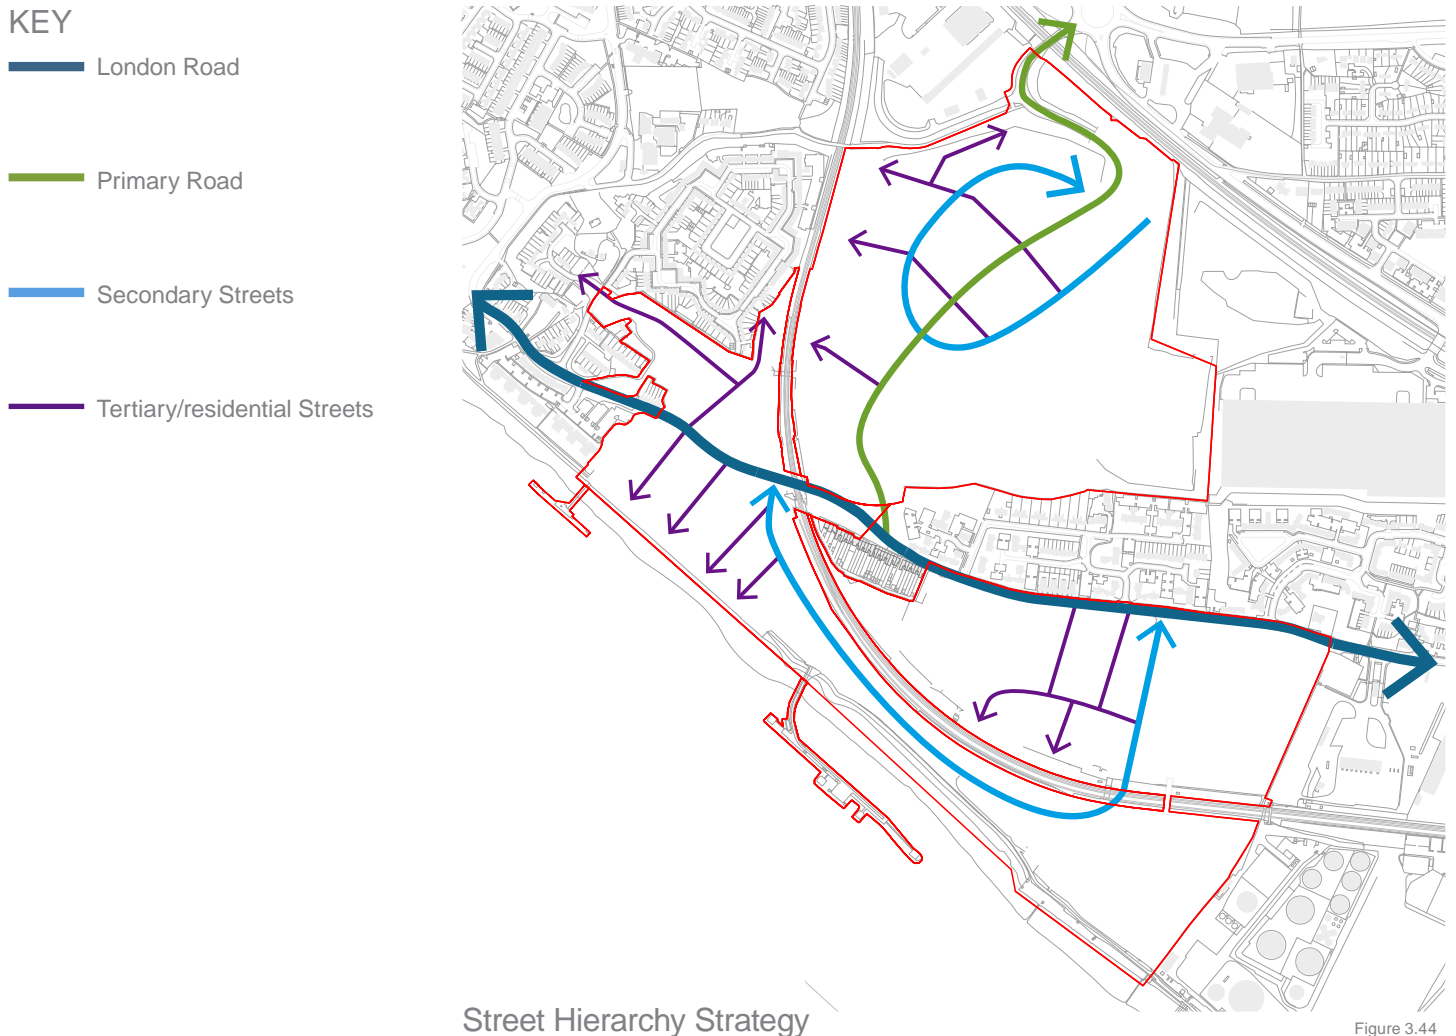 KEY
London Road
Primary Road
Secondary Streets
Tertiary/residential Streets
Street Hierarchy Strategy
Figure 3.44